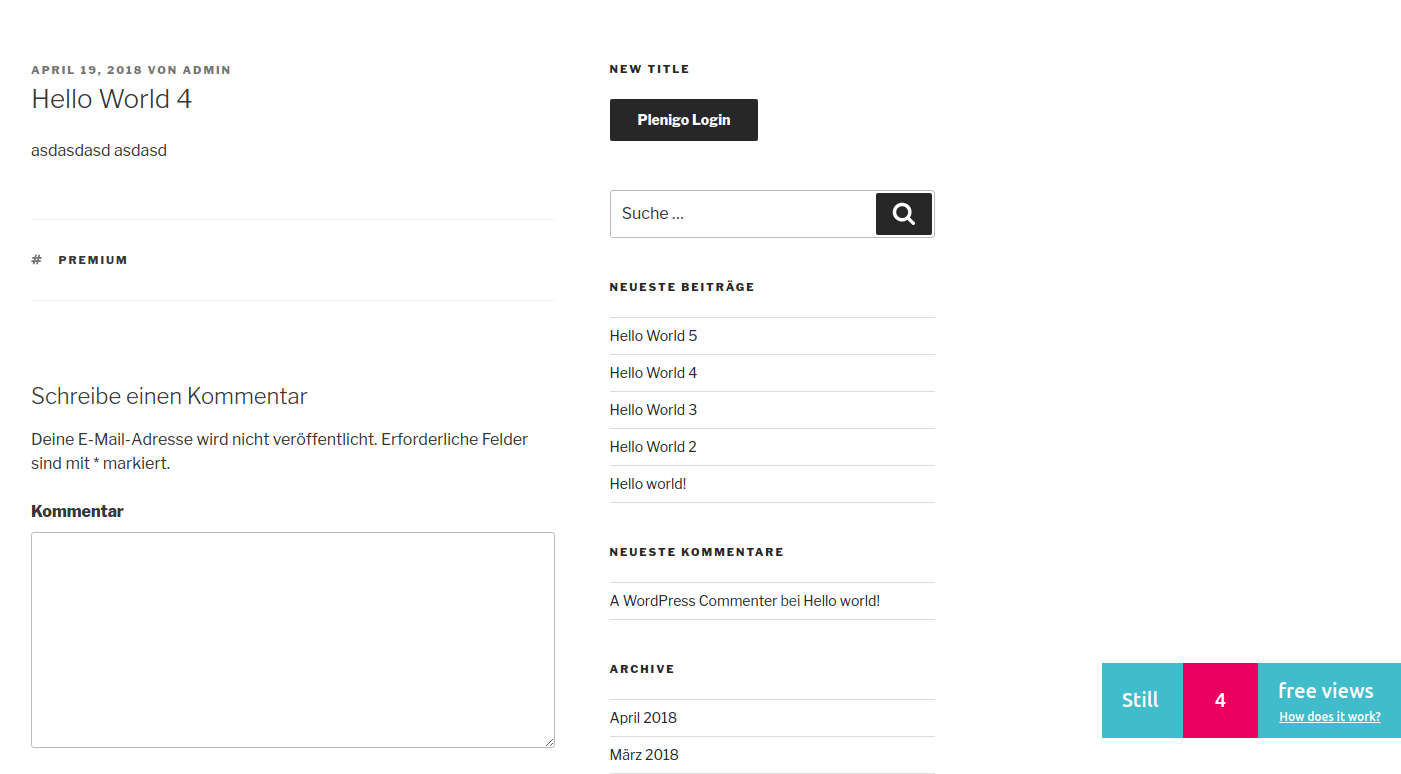 APRIL 19, 2018 VON ADMIN
Hello World 4
asdasdasd asdasd
# PREMIUM
Schreibe einen Kommentar
Deine E-Mail-Adresse wird nicht veröffentlicht. Erforderliche Felder
sind mit * markiert.
Kommentar
NEW TITLE
Plenigo Login
Suche …
NEUESTE BEITRÄGE
Hello World 5
Hello World 4
Hello World 3
Hello World 2
Hello world!
NEUESTE KOMMENTARE
A WordPress Commenter bei Hello world!
ARCHIVE
April 2018
März 2018
Still 4 free views
How does it work?